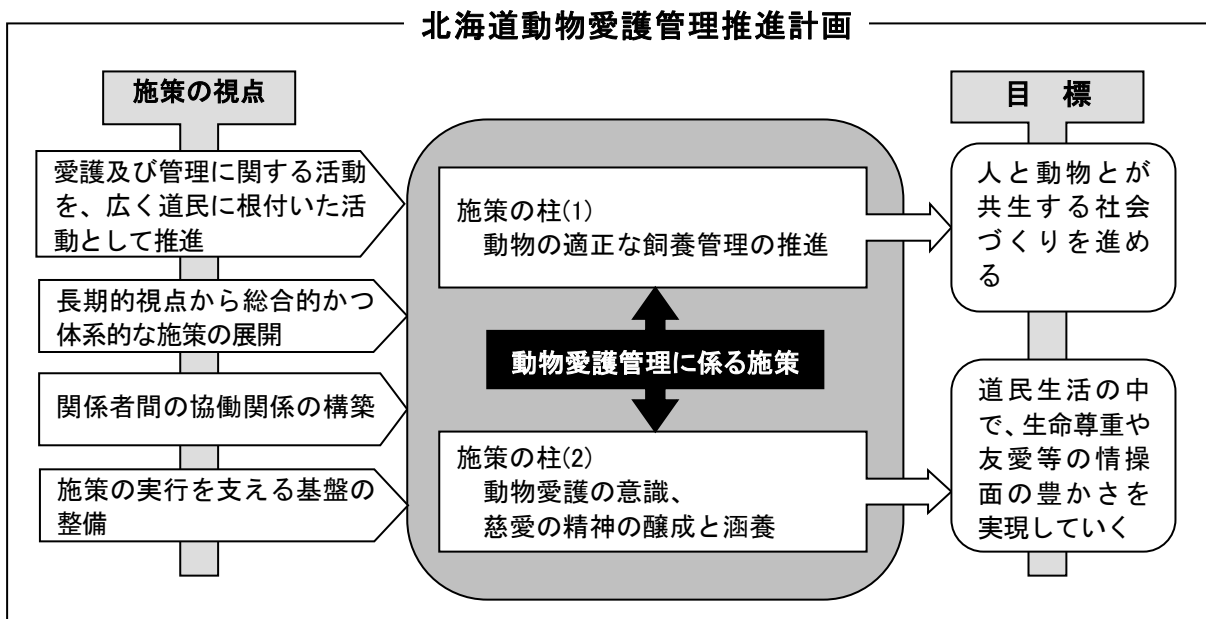 北海道動物愛護管理推進計画
施策の視点
愛護及び管理に関する活動
を、広く道民に根付いた活
動として推進
長期的視点から総合的かつ
体系的な施策の展開
関係者間の協働関係の構築
施策の実行を支える基盤の
整備
施策の柱(1)
動物の適正な飼養管理の推進
動物愛護管理に係る施策
施策の柱(2)
動物愛護の意識、
慈愛の精神の醸成と涵養
目 標
人と動物とが
共生する社会
づくりを進め
る
道民生活の中
で、生命尊重や
友愛等の情操
面の豊かさを
実現していく